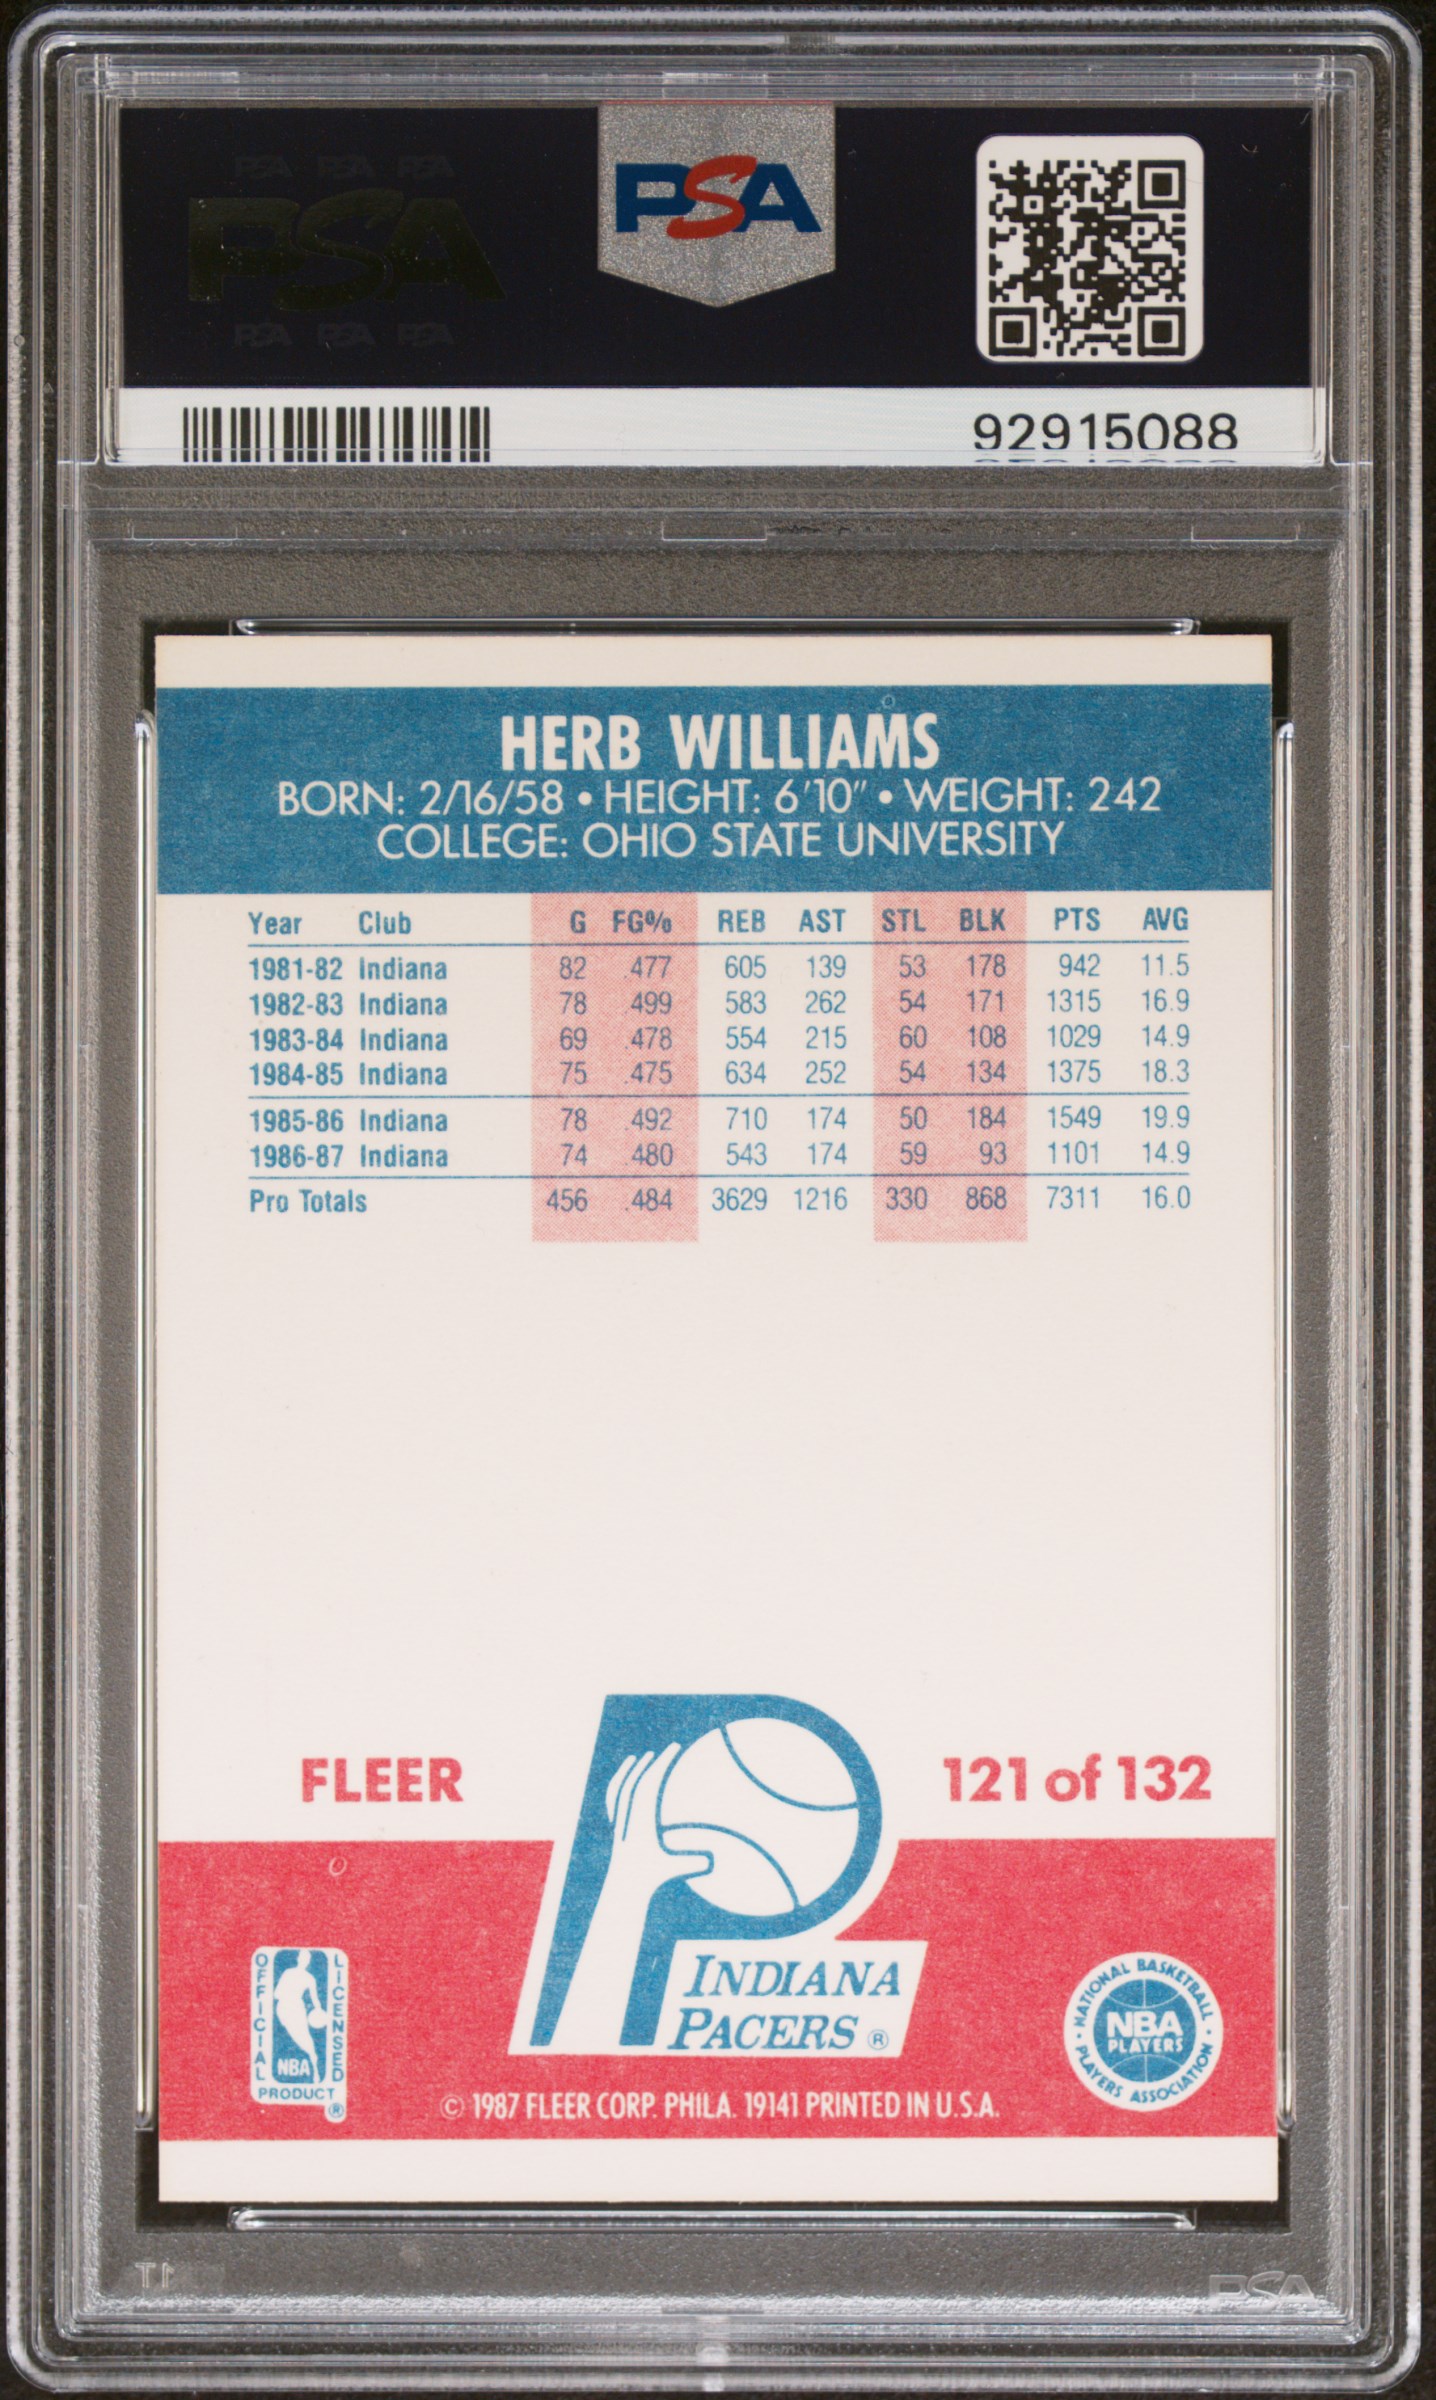 PSA PSA PSA
PSA
PSA PSA PSA
PSA
92915088
HERB WILLIAMS
BORN: 2/16/58 • HEIGHT: 6'10" • WEIGHT: 242
COLLEGE: OHIO STATE UNIVERSITY
Year Club G FG% REB AST STL BLK PTS AVG
1981-82 Indiana 82 .477 605 139 53 178 942 11.5
1982-83 Indiana 78 .499 583 262 54 171 1315 16.9
1983-84 Indiana 69 .478 554 215 60 108 1029 14.9
1984-85 Indiana 75 .475 634 252 54 134 1375 18.3
1985-86 Indiana 78 .492 710 174 50 184 1549 19.9
1986-87 Indiana 74 .480 543 174 59 93 1101 14.9
Pro Totals 456 .484 3629 1216 330 868 7311 16.0
FLEER
121 of 132
INDIANA
PACERS ®
OFFICIAL LICENSED
NBA
PRODUCT ®
NATIONAL BASKETBALL
NBA
PLAYERS
• PLAYERS ASSOCIATION •
© 1987 FLEER CORP. PHILA. 19141 PRINTED IN U.S.A.
PSA